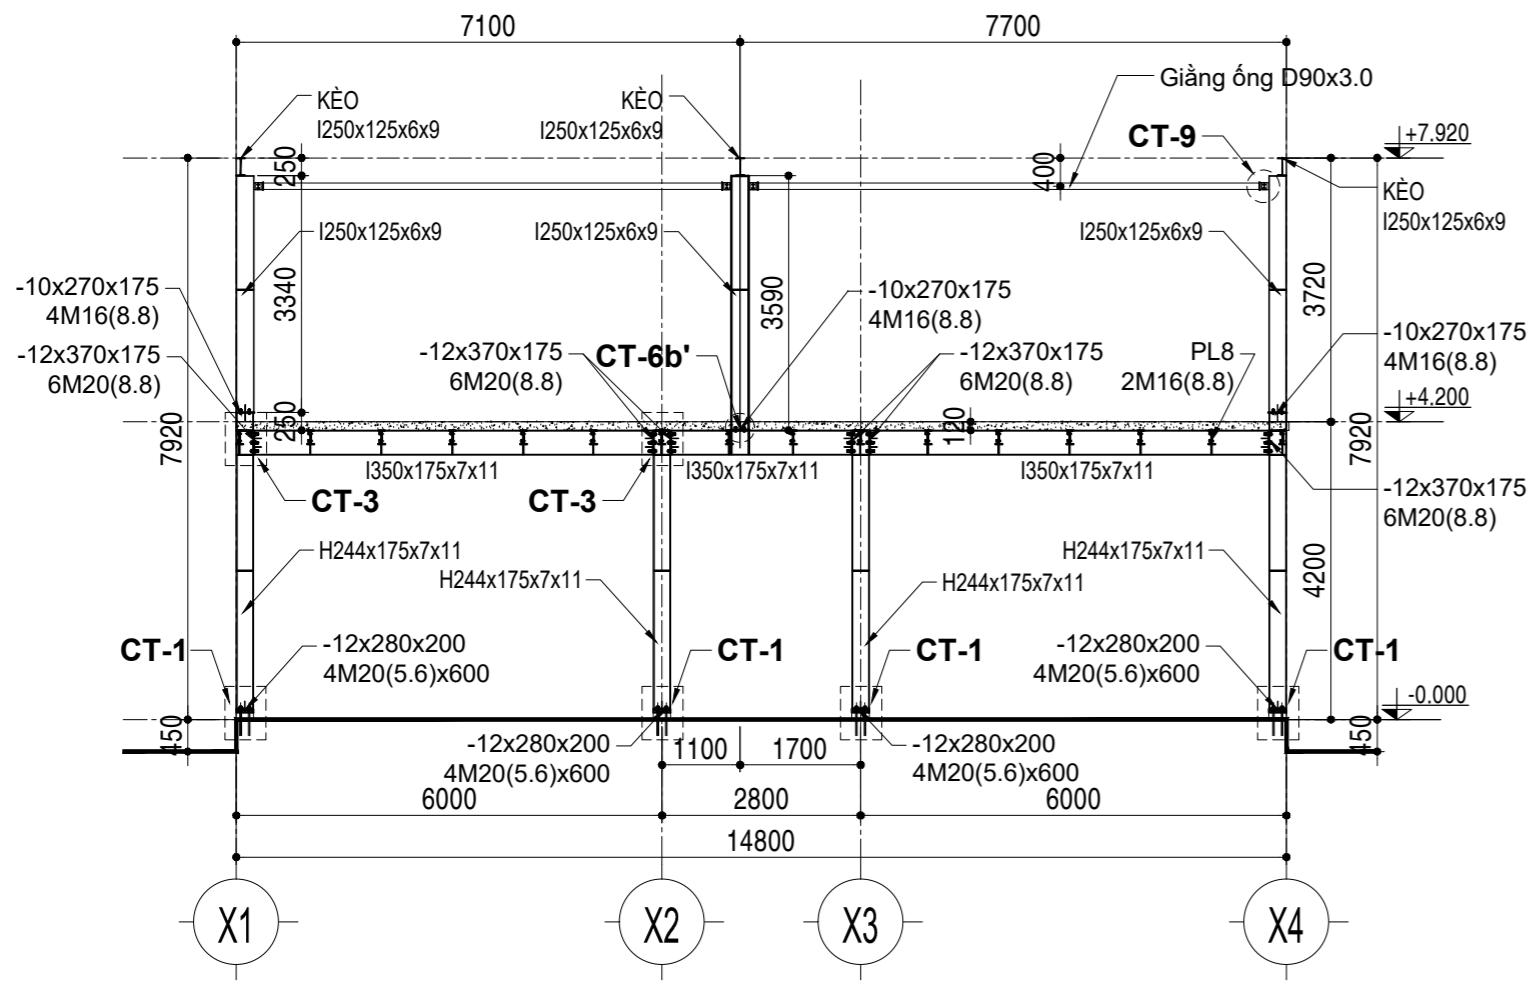 7100
7700
Giằng ống D90x3.0
KÈO
I250x125x6x9
KÈO
I250x125x6x9
CT-9
+7.920
250
400
KÈO
I250x125x6x9
I250x125x6x9
I250x125x6x9
I250x125x6x9
-10x270x175
4M16(8.8)
3340
3590
-10x270x175
4M16(8.8)
3720
-12x370x175
6M20(8.8)
-12x370x175
6M20(8.8)
CT-6b'
-12x370x175
6M20(8.8)
PL8
2M16(8.8)
-10x270x175
4M16(8.8)
+4.200
7920
250
120
7920
I350x175x7x11
I350x175x7x11
I350x175x7x11
CT-3
CT-3
-12x370x175
6M20(8.8)
H244x175x7x11
H244x175x7x11
H244x175x7x11
H244x175x7x11
4200
CT-1
-12x280x200
4M20(5.6)x600
CT-1
CT-1
-12x280x200
4M20(5.6)x600
CT-1
-0.000
450
450
-12x280x200
4M20(5.6)x600
1100
1700
-12x280x200
4M20(5.6)x600
6000
2800
6000
14800
X1
X2
X3
X4